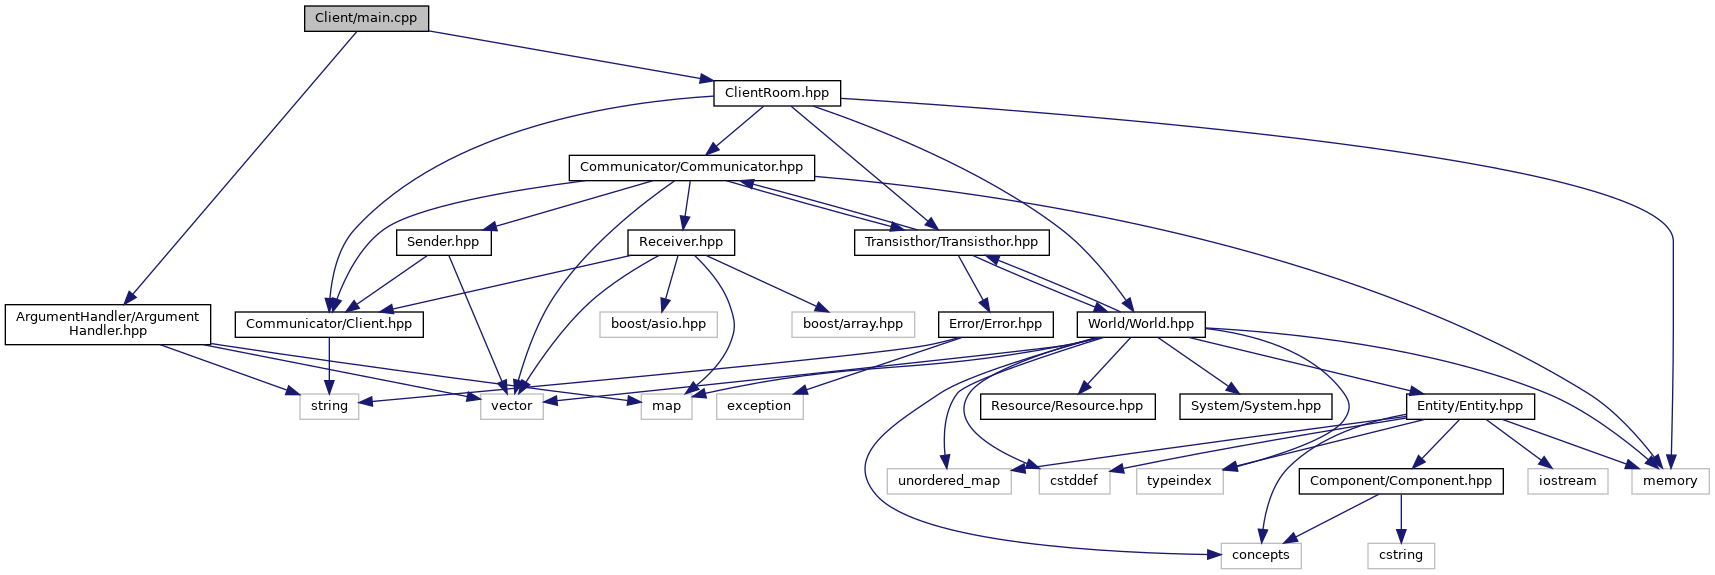 Client/main.cpp
ClientRoom.hpp
Communicator/Communicator.hpp
Sender.hpp
Receiver.hpp
Transisthor/Transisthor.hpp
ArgumentHandler/Argument
Handler.hpp
Communicator/Client.hpp
boost/asio.hpp
boost/array.hpp
Error/Error.hpp
World/World.hpp
string
vector
map
exception
Resource/Resource.hpp
System/System.hpp
Entity/Entity.hpp
unordered_map
cstddef
typeindex
Component/Component.hpp
iostream
memory
concepts
cstring